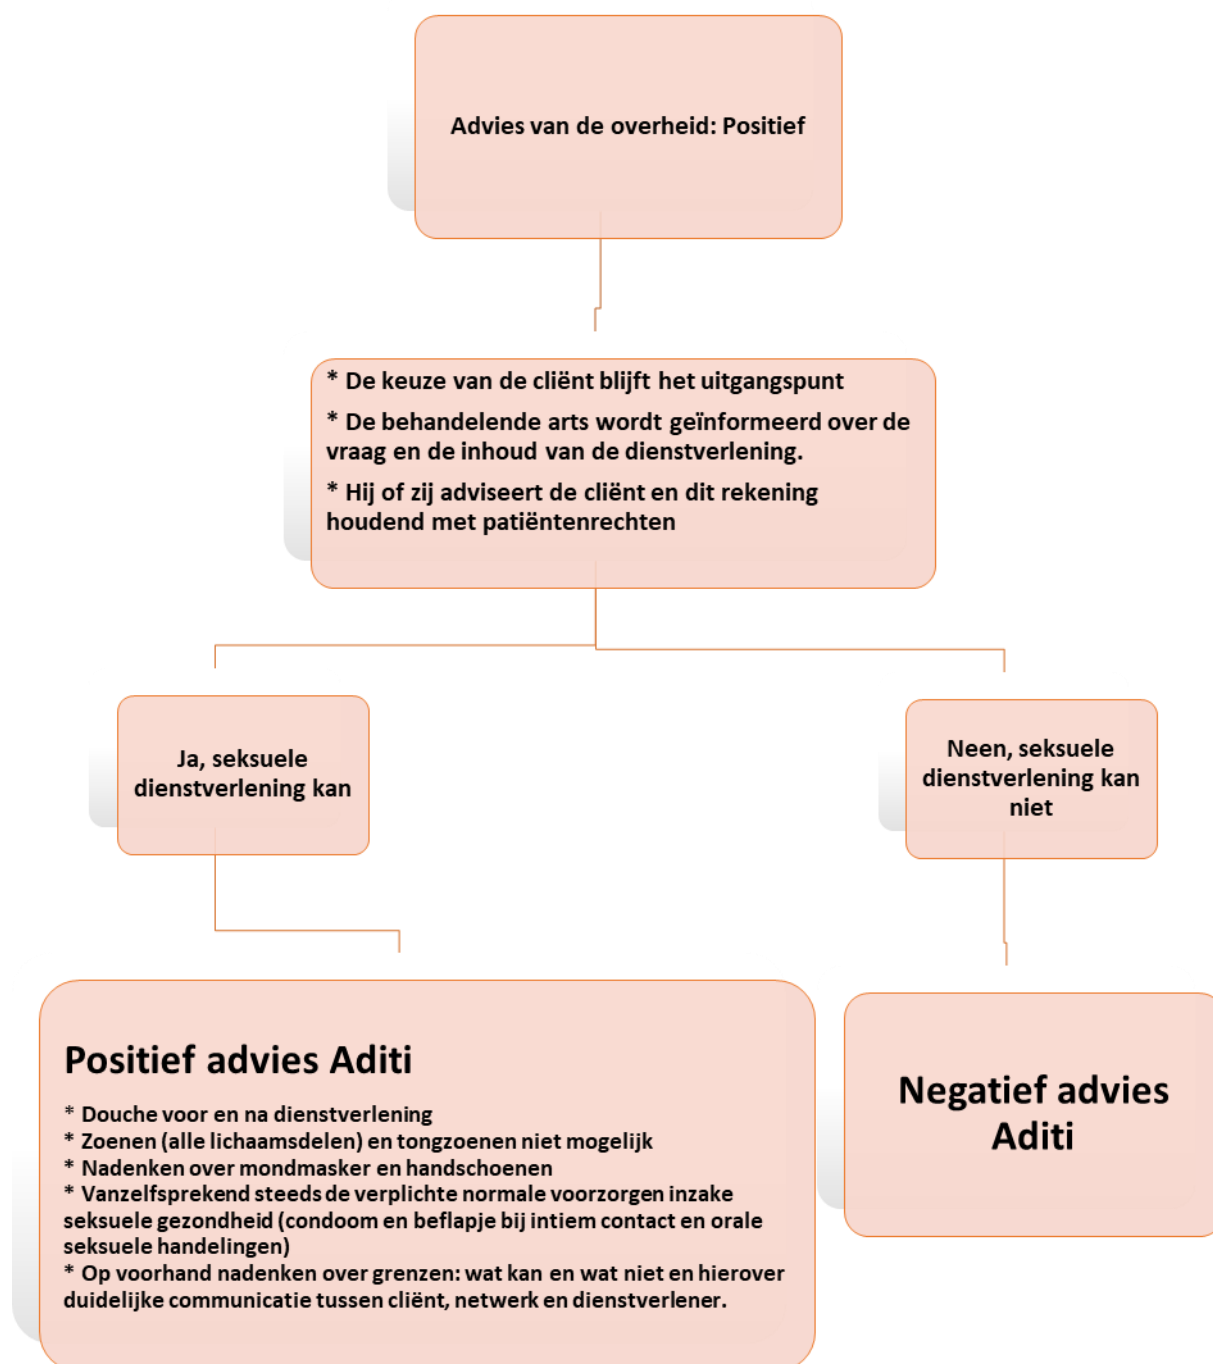 Advies van de overheid: Positief
* De keuze van de cliënt blijft het uitgangspunt
* De behandelende arts wordt geïnformeerd over de
vraag en de inhoud van de dienstverlening.
* Hij of zij adviseert de cliënt en dit rekening
houdend met patiëntenrechten
Ja, seksuele
dienstverlening kan
Neen, seksuele
dienstverlening kan
niet
Positief advies Aditi
* Douche voor en na dienstverlening
* Zoenen (alle lichaamsdelen) en tongzoenen niet mogelijk
* Nadenken over mondmasker en handschoenen
* Vanzelfsprekend steeds de verplichte normale voorzorgen inzake
seksuele gezondheid (condoom en beflapje bij intiem contact en orale
seksuele handelingen)
* Op voorhand nadenken over grenzen: wat kan en wat niet en hierover
duidelijke communicatie tussen cliënt, netwerk en dienstverlener.
Negatief advies
Aditi